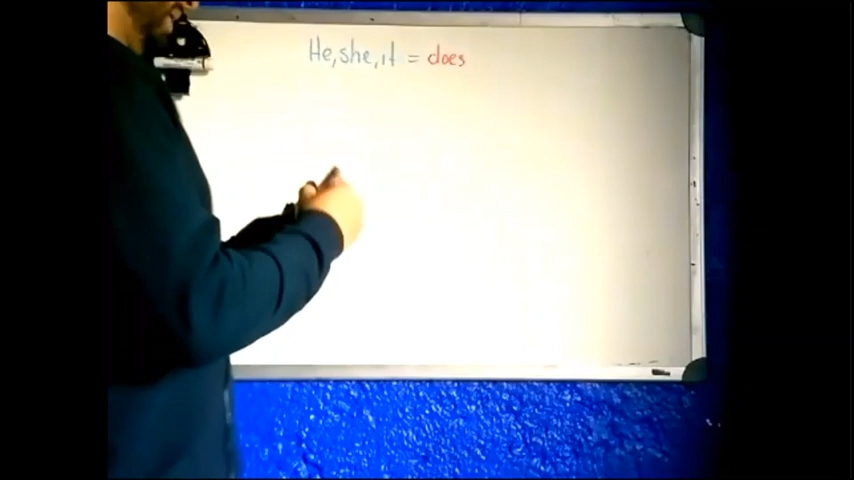 He, she, it = does